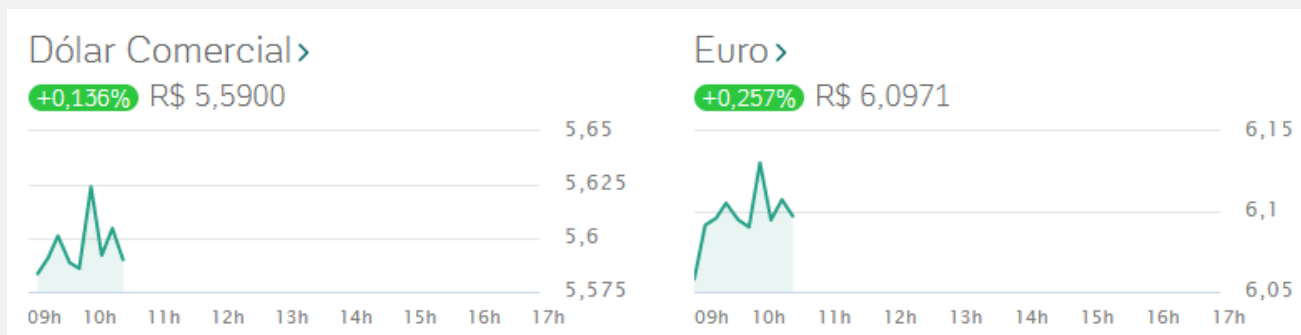 Dólar Comercial
+0,136% R$ 5,5900
5,65
5,625
5,6
5,575
09h 10h 11h 12h 13h 14h 15h 16h 17h
Euro
+0,257% R$ 6,0971
6,15
6,1
6,05
09h 10h 11h 12h 13h 14h 15h 16h 17h